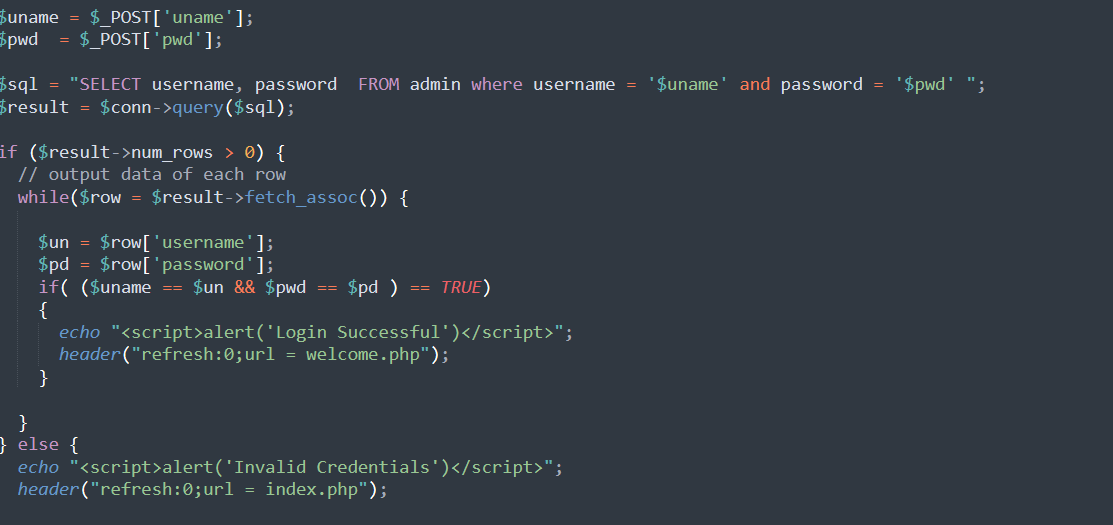 $uname = $_POST['uname'];
$pwd  = $_POST['pwd'];
$sql = "SELECT username, password  FROM admin where username = '$uname' and password = '$pwd' ";
$result = $conn->query($sql);
if ($result->num_rows > 0) {
  // output data of each row
  while($row = $result->fetch_assoc()) {
    $un = $row['username'];
    $pd = $row['password'];
    if( ($uname == $un && $pwd == $pd ) == TRUE)
    {
      echo "<script>alert('Login Successful')</script>";
      header("refresh:0;url = welcome.php");
    }
  }
} else {
  echo "<script>alert('Invalid Credentials')</script>";
  header("refresh:0;url = index.php");